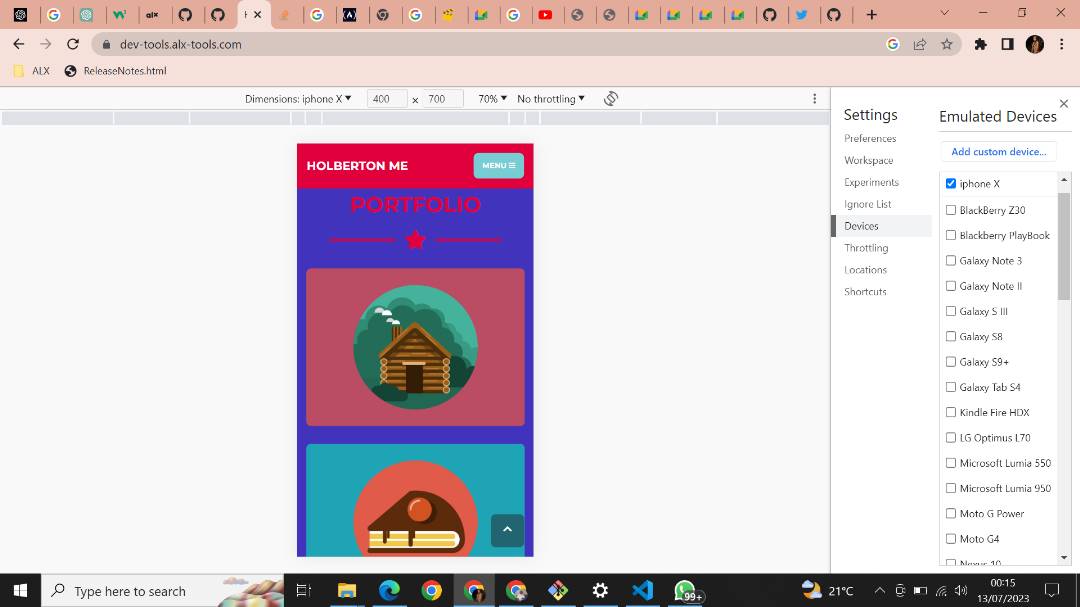 alx
dev-tools.alx-tools.com
ALX
ReleaseNotes.html
Dimensions: iphone X
400
x
700
70%
No throttling
HOLBERTON ME
MENU
PORTFOLIO
Settings
Preferences
Workspace
Experiments
Ignore List
Devices
Throttling
Locations
Shortcuts
Emulated Devices
Add custom device...
iphone X
BlackBerry Z30
Blackberry PlayBook
Galaxy Note 3
Galaxy Note II
Galaxy S III
Galaxy S8
Galaxy S9+
Galaxy Tab S4
Kindle Fire HDX
LG Optimus L70
Microsoft Lumia 550
Microsoft Lumia 950
Moto G Power
Moto G4
Nexus 10
Type here to search
99+
21°C
00:15
13/07/2023